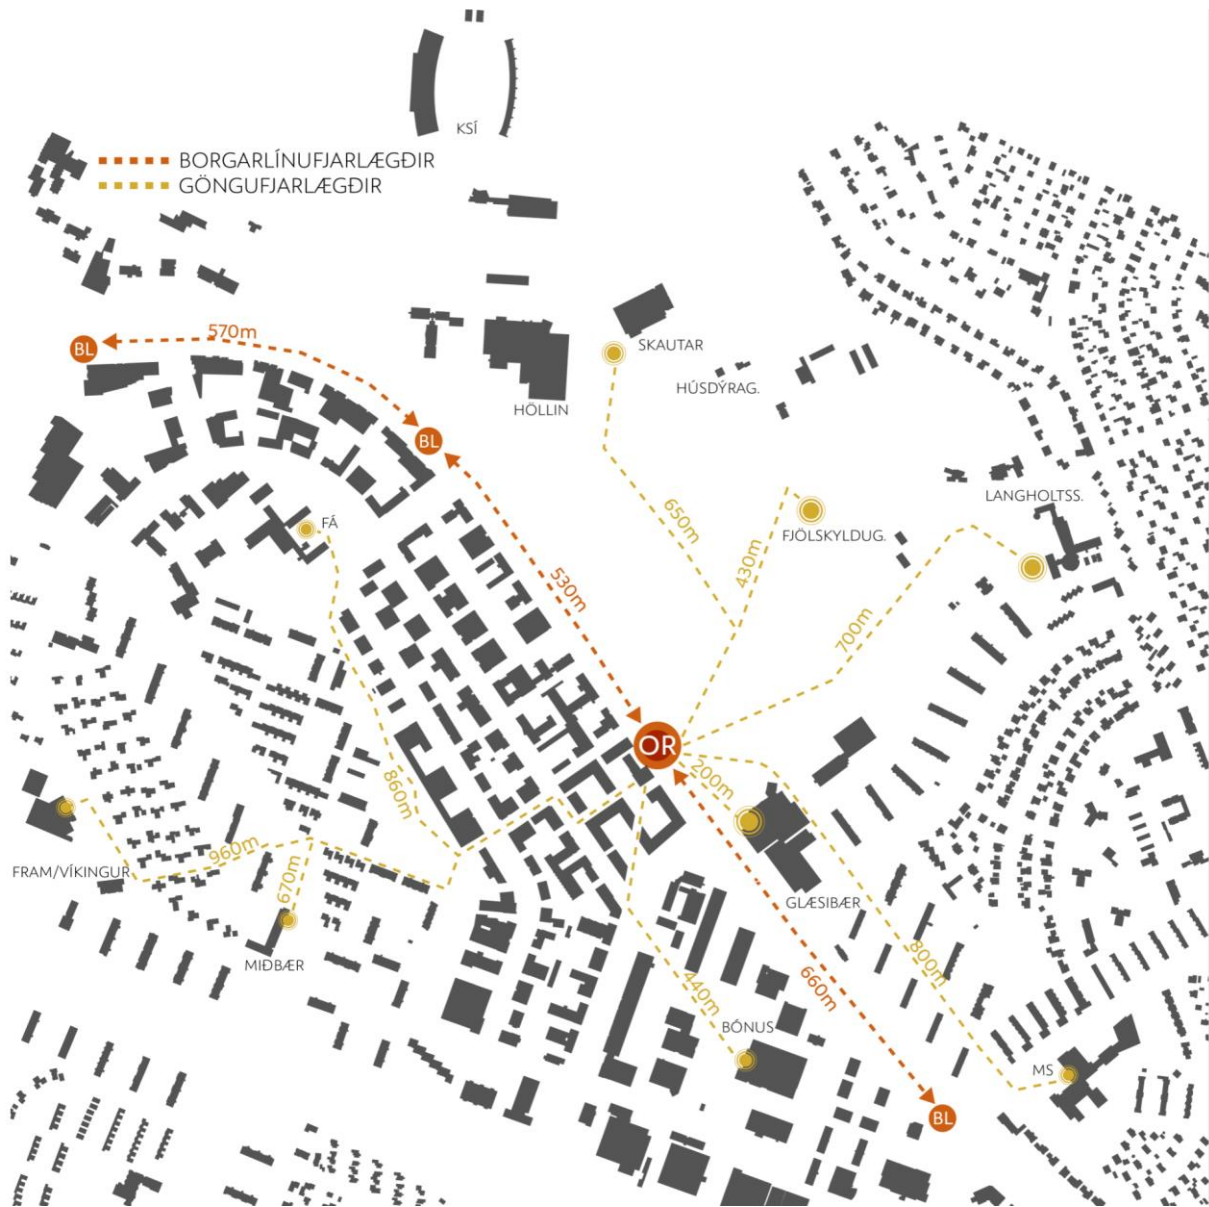 KSÍ
BORGARLÍNUFJARLÆGÐIR
GÖNGUFJARLÆGÐIR
570m
BL
SKAUTAR
HÚSDÝRAG.
HÖLLIN
BL
LANGHOLTSS.
650m
FÁ
FJÖLSKYLDUG.
430m
530m
700m
OR
200m
860m
960m
FRAM/VÍKINGUR
670m
GLÆSIBÆR
MIÐBÆR
800m
660m
440m
BÓNUS
MS
BL